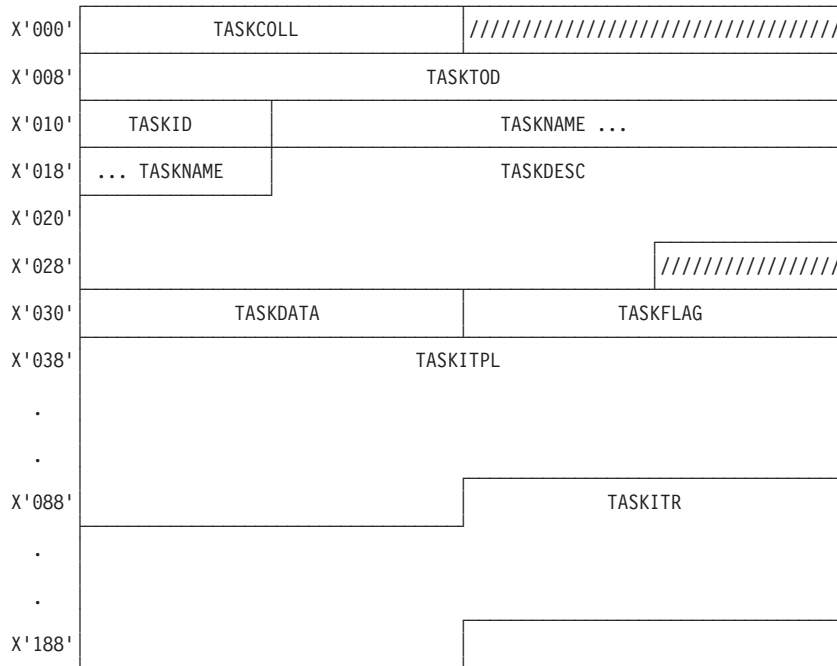 X'000' TASKCOLL ///////////////////////////////////
X'008' TASKTOD
X'010' TASKID TASKNAME ...
X'018' ... TASKNAME TASKDESC
X'020'
X'028' /////////////////
X'030' TASKDATA TASKFLAG
X'038' TASKITPL
.
.
X'088' TASKITR
.
.
X'188'